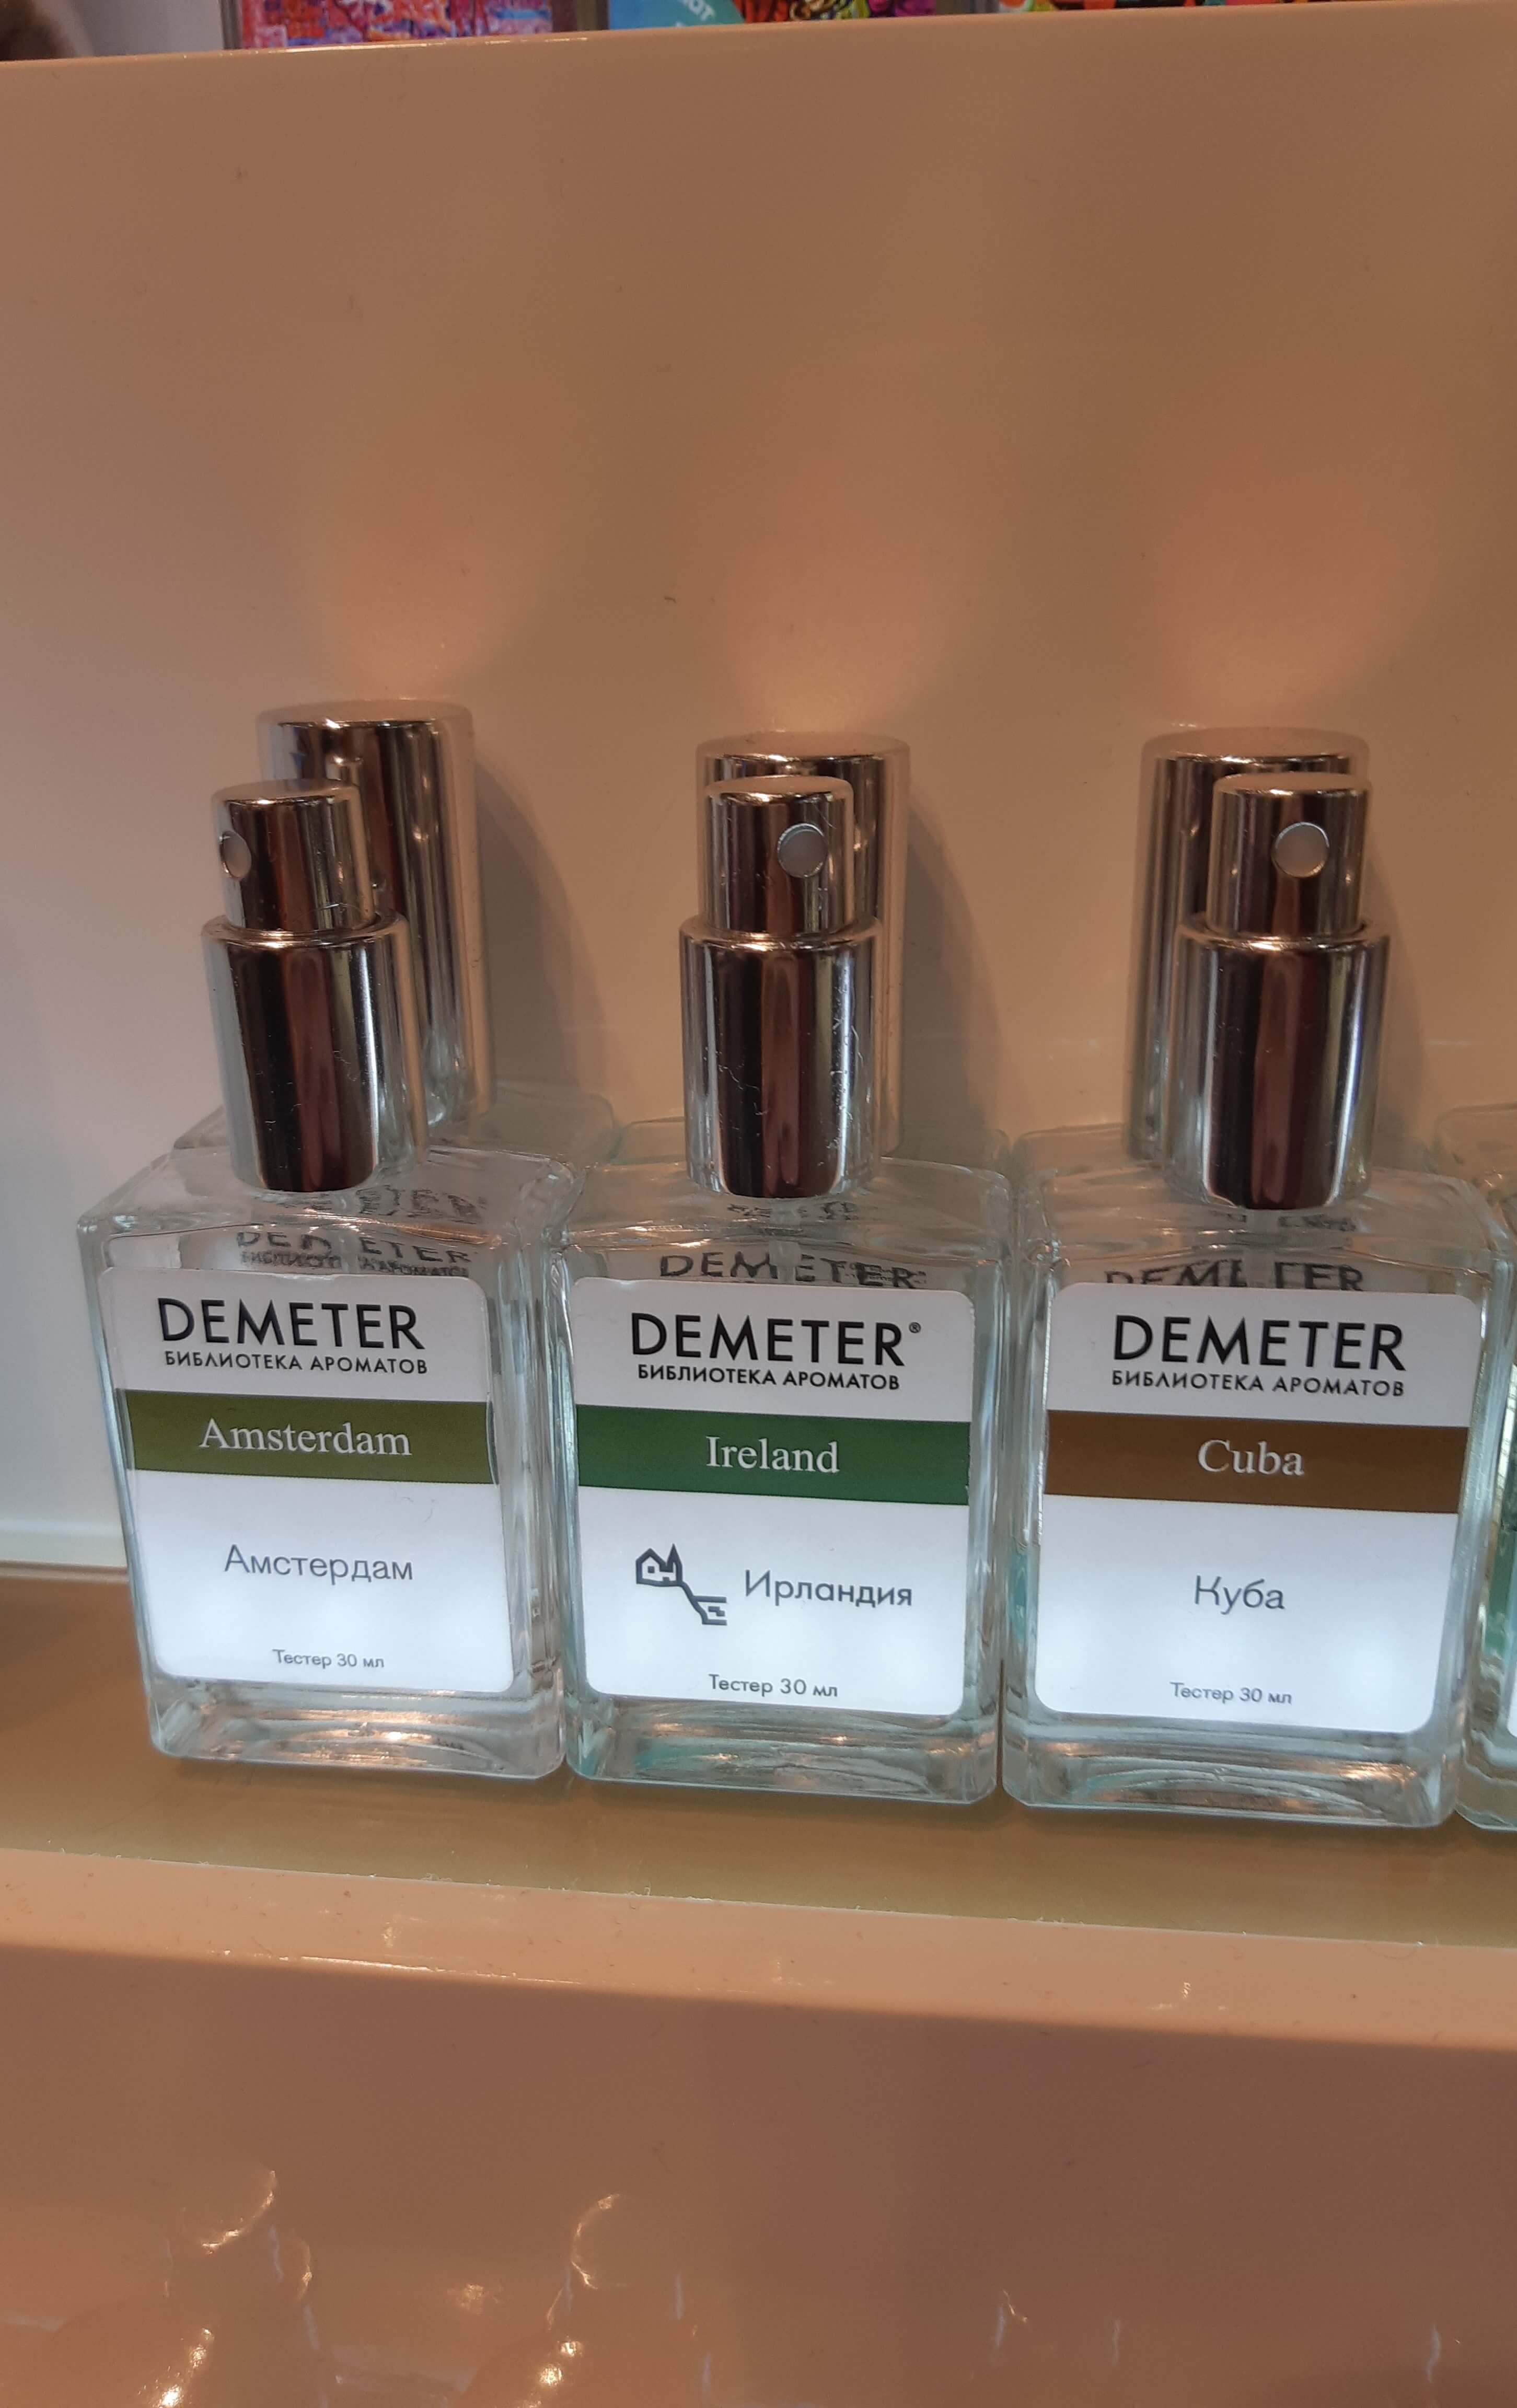 DEMETER
БИБЛИОТЕКА АРОМАТОВ
Amsterdam
Амстердам
Тестер 30 мл
DEMETER®
БИБЛИОТЕКА АРОМАТОВ
Ireland
Ирландия
Тестер 30 мл
DEMETER
БИБЛИОТЕКА АРОМАТОВ
Cuba
Куба
Тестер 30 мл